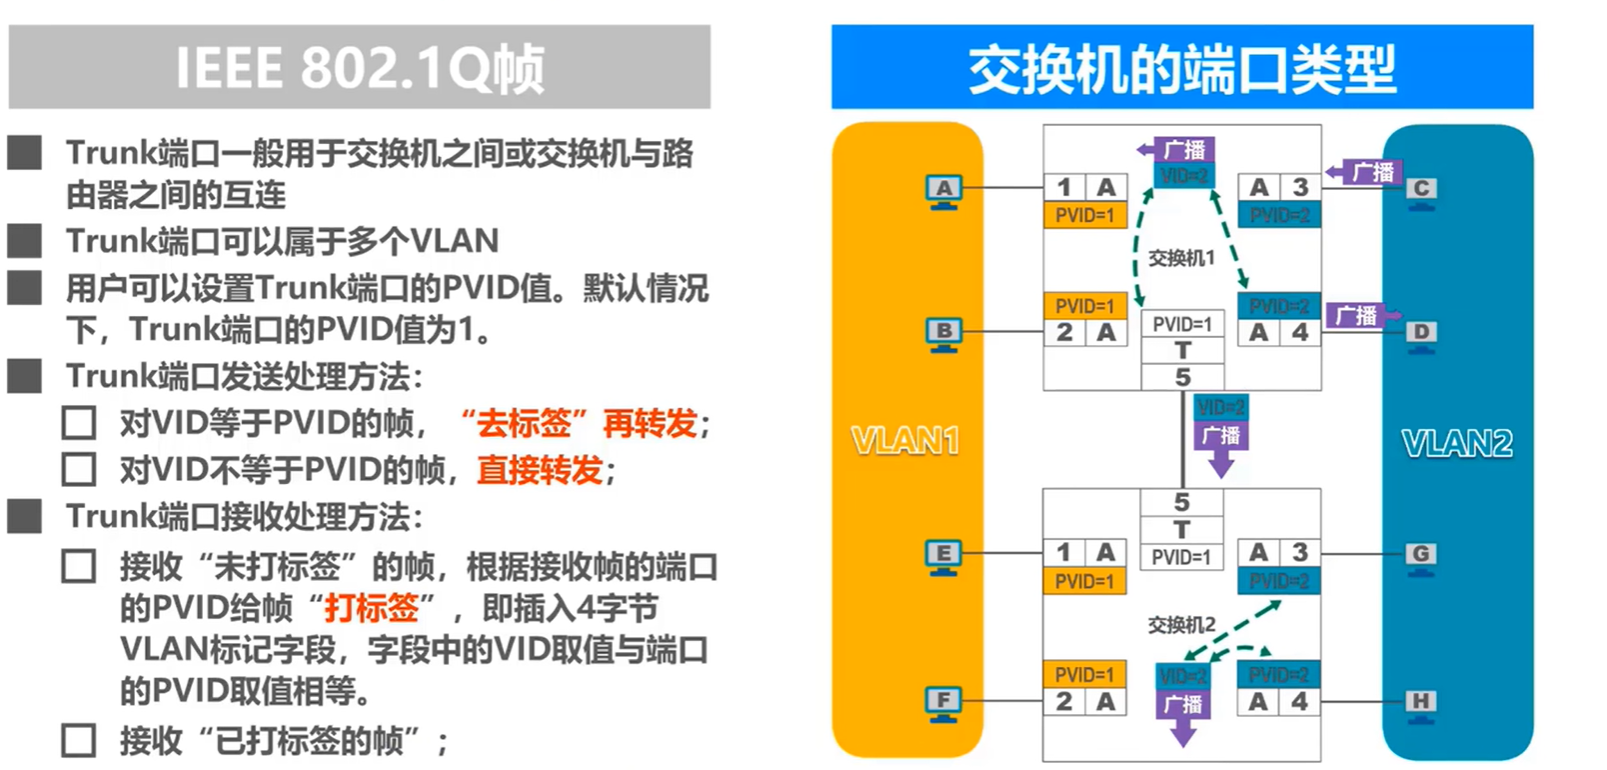 IEEE 802.1Q帧
Trunk端口一般用于交换机之间或交换机与路
由器之间的互连
Trunk端口可以属于多个VLAN
用户可以设置Trunk端口的PVID值。默认情况
下，Trunk端口的PVID值为1。
Trunk端口发送处理方法：
对VID等于PVID的帧，“去标签”再转发；
对VID不等于PVID的帧，直接转发；
Trunk端口接收处理方法：
接收“未打标签”的帧，根据接收帧的端口
的PVID给帧“打标签”，即插入4字节
VLAN标记字段，字段中的VID取值与端口
的PVID取值相等。
接收“已打标签的帧”；
交换机的端口类型
广播
VID=2
广播
A
1 A
A 3
C
PVID=1
PVID=2
交换机1
PVID=1
PVID=2
B
2 A
PVID=1
A 4
广播
D
T
5
VID=2
广播
VLAN1
VLAN2
5
T
PVID=1
E
1 A
A 3
G
PVID=1
PVID=2
交换机2
PVID=1
VID=2
PVID=2
F
2 A
广播
A 4
H